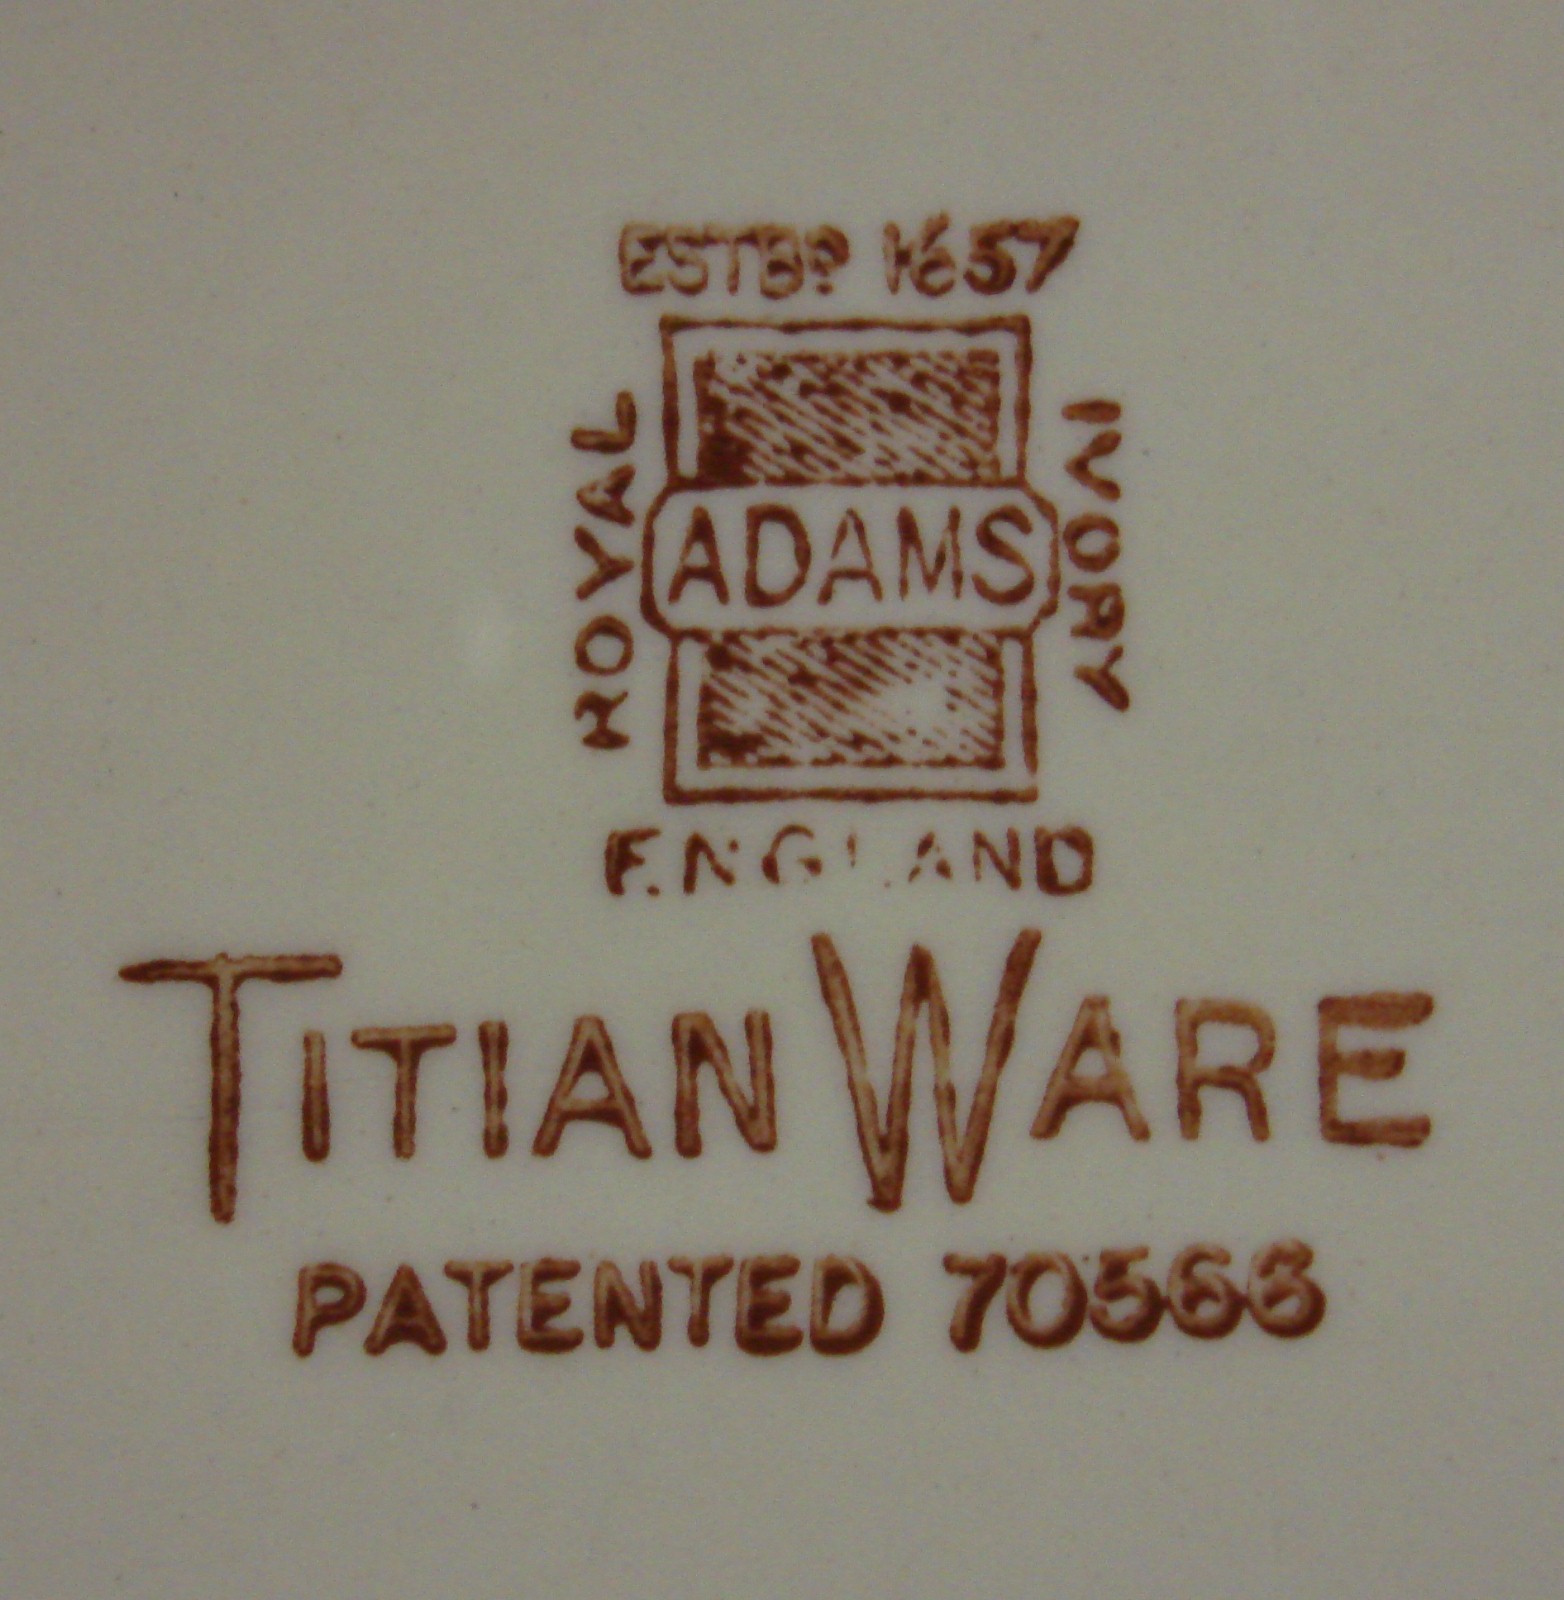 ESTBD 1657
ROYAL
ADAMS
IVORY
ENGLAND
TITIAN WARE
PATENTED 70566